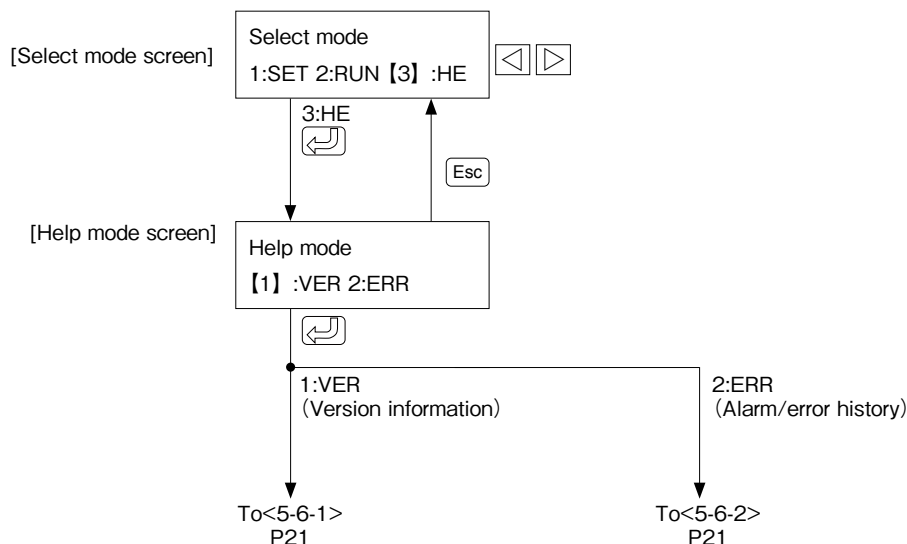 [Select mode screen]
Select mode
1:SET 2:RUN【3】:HE
3:HE
Esc
[Help mode screen]
Help mode
【1】:VER 2:ERR
1:VER
（Version information）
2:ERR
（Alarm/error history）
To<5-6-1>
P21
To<5-6-2>
P21